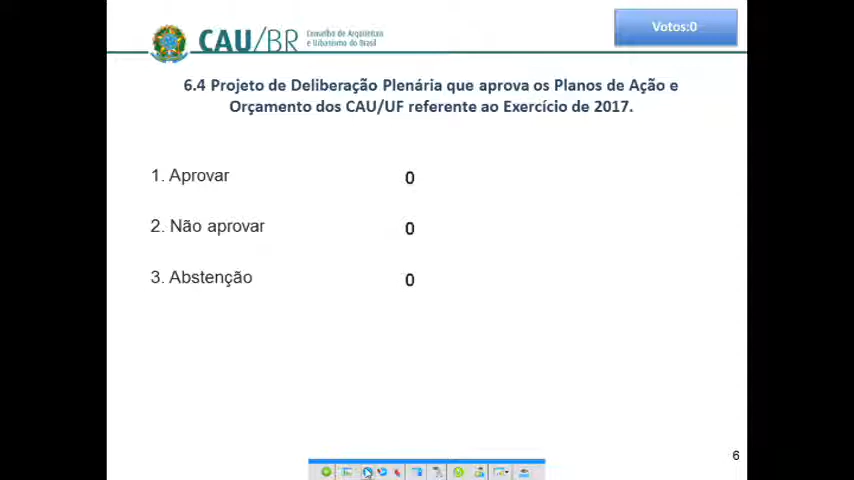 CAU/BR
Conselho de Arquitetura
e Urbanismo do Brasil
Votos:0
6.4 Projeto de Deliberação Plenária que aprova os Planos de Ação e
Orçamento dos CAU/UF referente ao Exercício de 2017.
1. Aprovar 0
2. Não aprovar 0
3. Abstenção 0
6